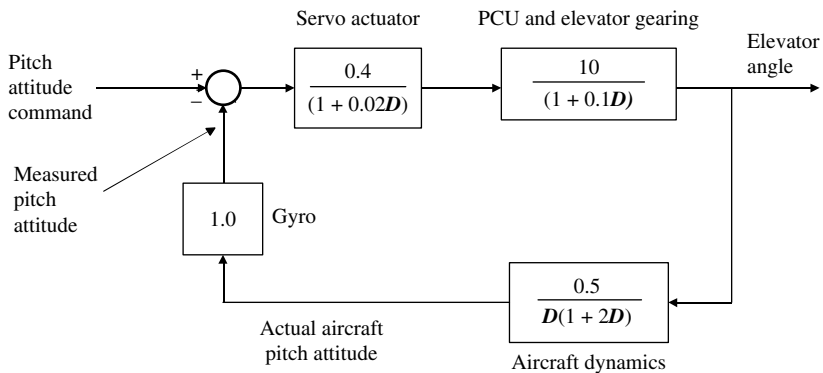 Servo actuator
PCU and elevator gearing
Pitch
attitude
command
+
−
0.4
(1 + 0.02D)
10
(1 + 0.1D)
Elevator
angle
Measured
pitch
attitude
1.0
Gyro
0.5
D(1 + 2D)
Actual aircraft
pitch attitude
Aircraft dynamics